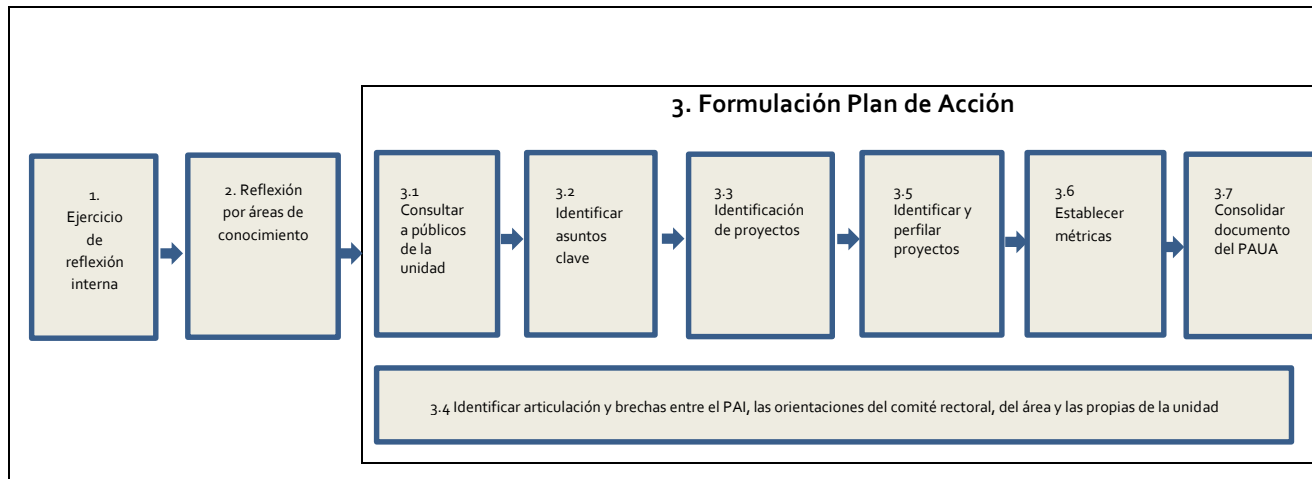 3. Formulación Plan de Acción
1.
Ejercicio
de
reflexión
interna
2. Reflexión
por áreas de
conocimiento
3.1
Consultar
a públicos
de la
unidad
3.2
Identificar
asuntos
clave
3.3
Identificación
de proyectos
3.5
Identificar y
perfilar
proyectos
3.6
Establecer
métricas
3.7
Consolidar
documento
del PAUA
3.4 Identificar articulación y brechas entre el PAI, las orientaciones del comité rectoral, del área y las propias de la unidad